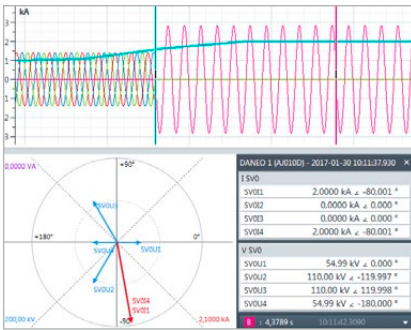 kA
3
2
1
0
1
2
3
0,0000 VA
+90°
+180°
0°
-90°
SV0U3
SV0U4
SV0U1
SV0U2
SV0I4
SV0I1
200,00 kV
2,1000 kA
DANEO 1 (AJ010D) - 2017-01-30 10:11:37,930 ×
I SV0
SV0I1 2.0000 kA ∠ -80,001 °
SV0I2 0,0000 kA ∠ 0,000 °
SV0I3 0,0000 kA ∠ 0,000 °
SV0I4 2.0000 kA ∠ -80,001 °
V SV0
SV0U1 54,99 kV ∠ 0,000 °
SV0U2 110.00 kV ∠ -119,997 °
SV0U3 110.00 kV ∠ 119,998 °
SV0U4 54,99 kV ∠ -180,000 °
B : 4,3789 s 10:11:42.3090